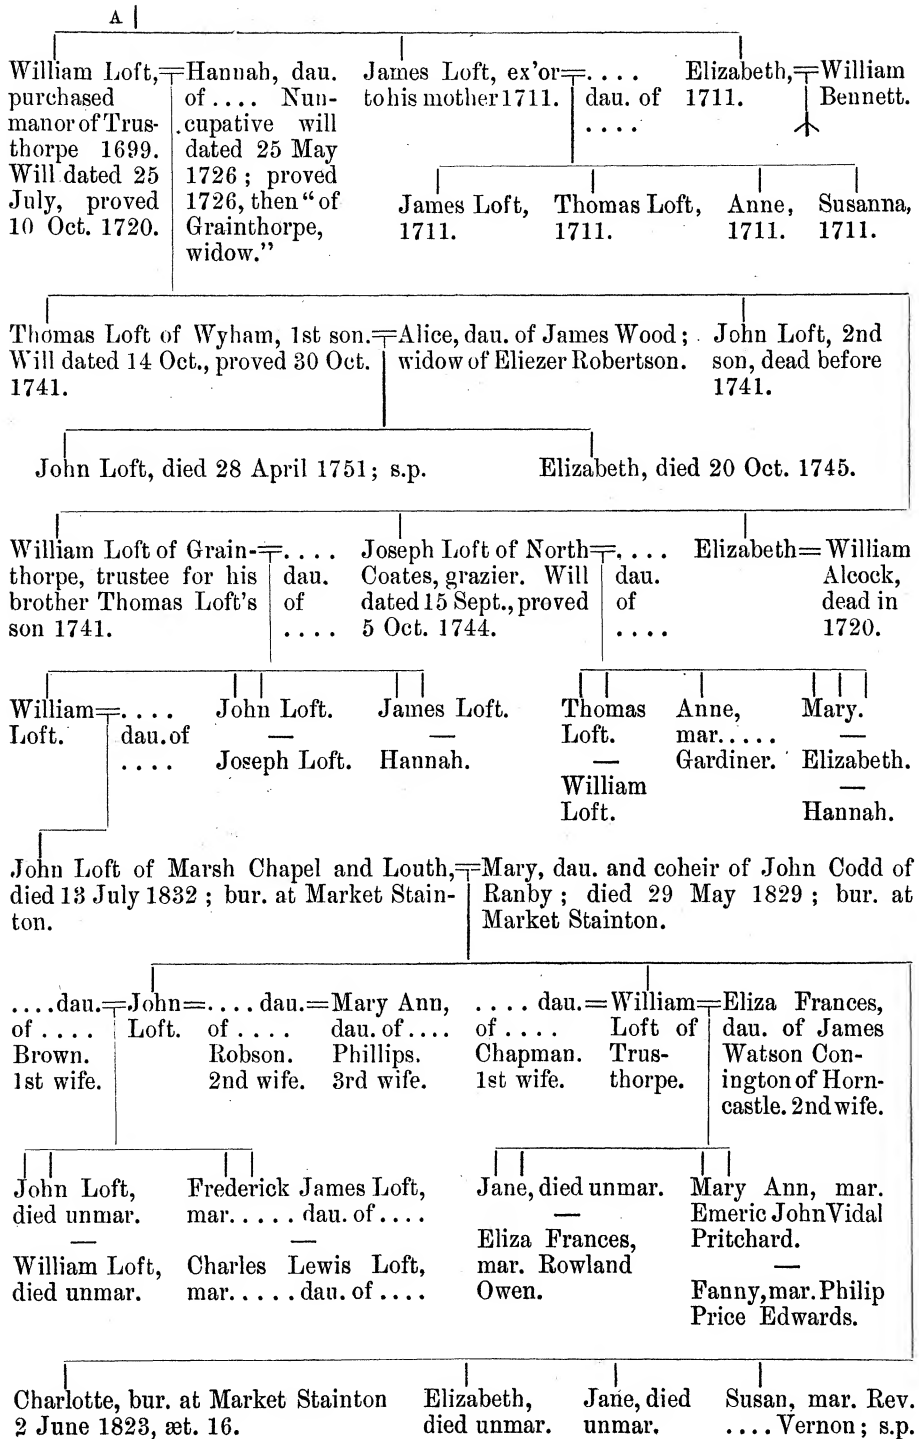 A
William Loft,
purchased
manor of Trus-
thorpe 1699.
Will dated 25
July, proved
10 Oct. 1720.
Hannah, dau.
of .... Nun-
cupative will
dated 25 May
1726 ; proved
1726, then “of
Grainthorpe,
widow.”
James Loft, ex'or
to his mother 1711.
....
dau. of
....
Elizabeth,
1711.
William
Bennett.
James Loft,
1711.
Thomas Loft,
1711.
Anne,
1711.
Susanna,
1711.
Thomas Loft of Wyham, 1st son.
Will dated 14 Oct., proved 30 Oct.
1741.
Alice, dau. of James Wood ;
widow of Eliezer Robertson.
John Loft, 2nd
son, dead before
1741.
John Loft, died 28 April 1751 ; s.p.
Elizabeth, died 20 Oct. 1745.
William Loft of Grain-
thorpe, trustee for his
brother Thomas Loft's
son 1741.
....
dau.
of
....
Joseph Loft of North
Coates, grazier. Will
dated 15 Sept., proved
5 Oct. 1744.
....
dau.
of
....
Elizabeth=William
Alcock,
dead in
1720.
William
Loft.
....
dau. of
....
John Loft.
—
Joseph Loft.
James Loft.
—
Hannah.
Thomas
Loft.
—
William
Loft.
Anne,
mar.....
Gardiner.
Mary.
—
Elizabeth.
—
Hannah.
John Loft of Marsh Chapel and Louth,
died 13 July 1832 ; bur. at Market Stain-
ton.
Mary, dau. and coheir of John Codd of
Ranby ; died 29 May 1829 ; bur. at
Market Stainton.
....dau.
of ....
Brown.
1st wife.
John=
Loft.
.... dau.=
of ....
Robson.
2nd wife.
Mary Ann,
dau. of ....
Phillips.
3rd wife.
.... dau.=
of ....
Chapman.
1st wife.
William
Loft of
Trus-
thorpe.
Eliza Frances,
dau. of James
Watson Con-
ington of Horn-
castle. 2nd wife.
John Loft,
died unmar.
—
William Loft,
died unmar.
Frederick James Loft,
mar..... dau. of ....
—
Charles Lewis Loft,
mar..... dau. of ....
Jane, died unmar.
—
Eliza Frances,
mar. Rowland
Owen.
Mary Ann, mar.
Emeric John Vidal
Pritchard.
—
Fanny, mar. Philip
Price Edwards.
Charlotte, bur. at Market Stainton
2 June 1823, æt. 16.
Elizabeth,
died unmar.
Jane, died
unmar.
Susan, mar. Rev.
.... Vernon ; s.p.